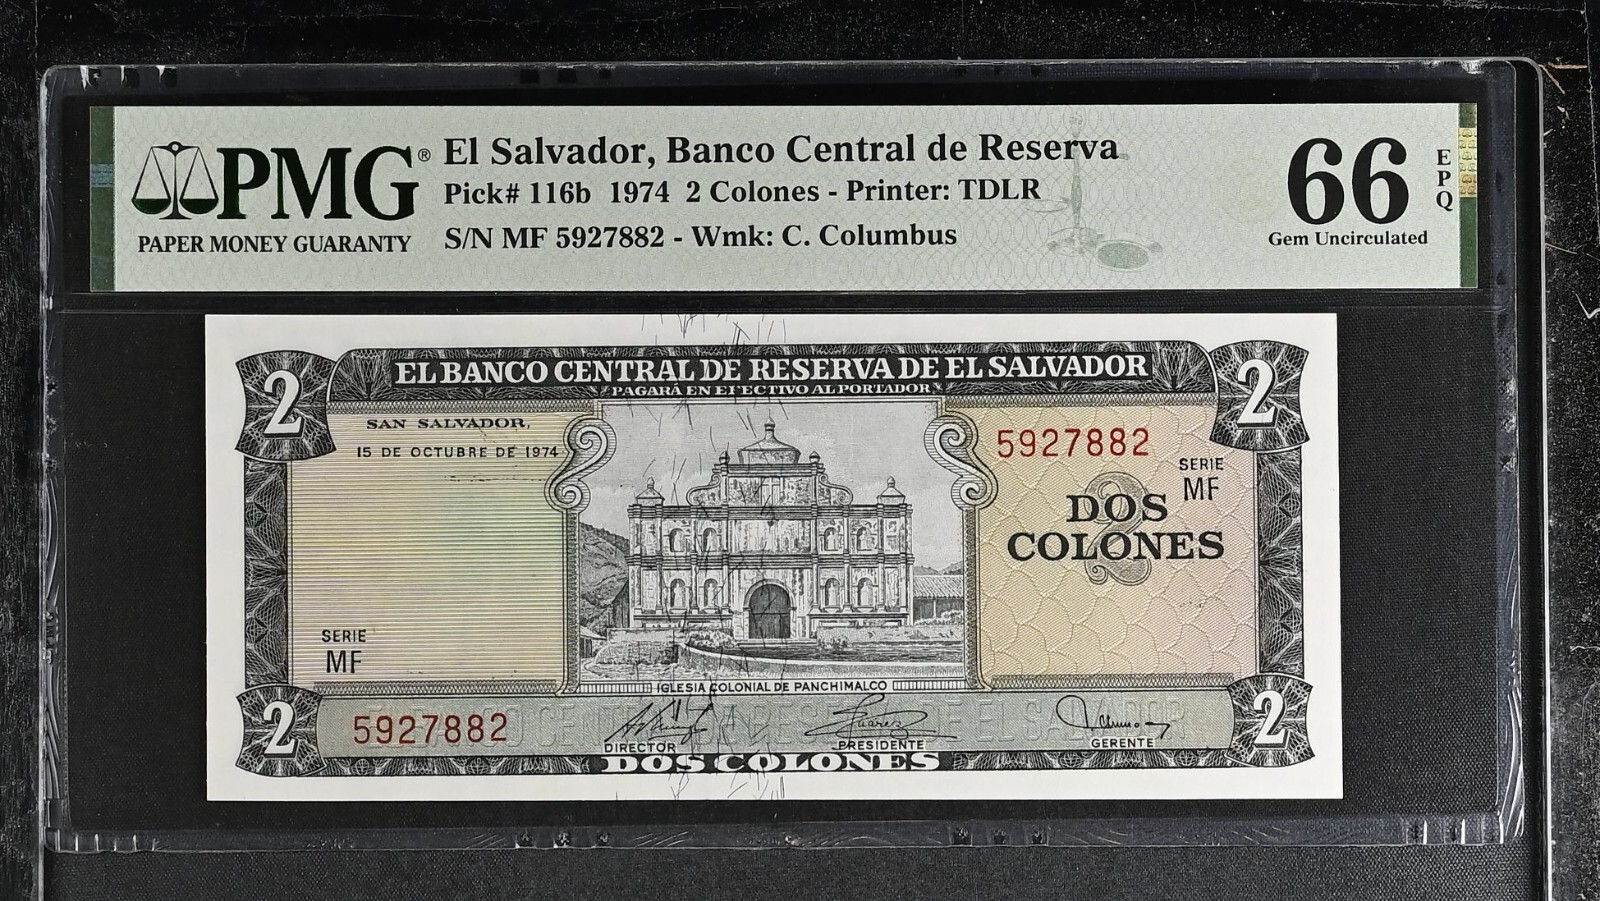 PMG®
PAPER MONEY GUARANTY
El Salvador, Banco Central de Reserva
Pick# 116b 1974 2 Colones - Printer: TDLR
S/N MF 5927882 - Wmk: C. Columbus
66
EPQ
Gem Uncirculated
2
EL BANCO CENTRAL DE RESERVA DE EL SALVADOR
2
PAGARÁ EN EFECTIVO AL PORTADOR
SAN SALVADOR,
15 DE OCTUBRE DE 1974
5927882
SERIE
MF
2
DOS
COLONES
SERIE
MF
IGLESIA COLONIAL DE PANCHIMALCO
2
5927882
DIRECTOR
PRESIDENTE
GERENTE
2
DOS COLONES